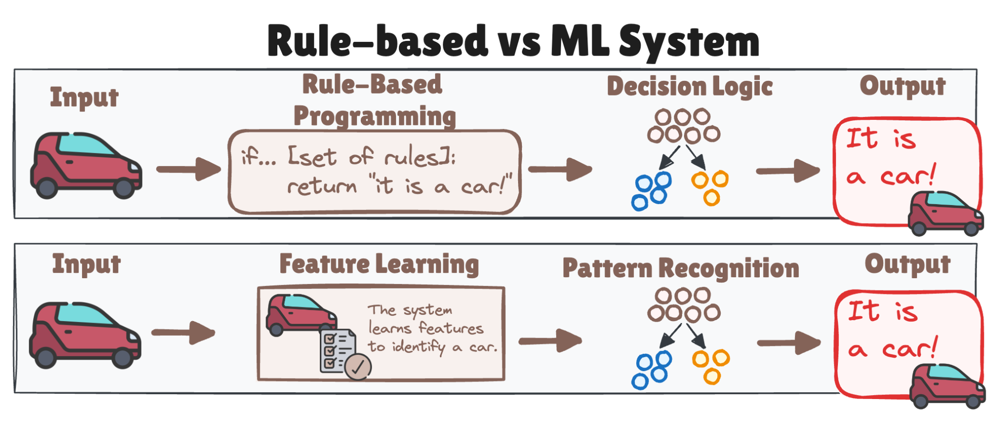 Rule-based vs ML System
Input
Rule-Based
Programming
if... [set of rules]:
return "it is a car!"
Decision Logic
Output
It is
a car!
Input
Feature Learning
The system
learns features
to identify a car.
Pattern Recognition
Output
It is
a car!